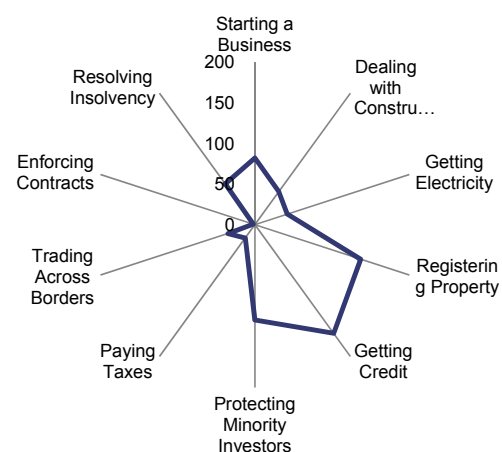 Starting a
Business
Dealing
with
Constru…
Getting
Electricity
Registerin
g Property
Getting
Credit
Protecting
Minority
Investors
Paying
Taxes
Trading
Across
Borders
Enforcing
Contracts
Resolving
Insolvency
200
150
100
50
0